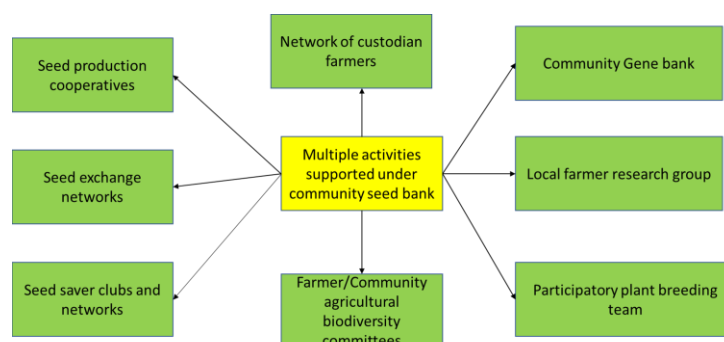 Network of custodian
farmers
Seed production
cooperatives
Community Gene bank
Multiple activities
supported under
community seed bank
Seed exchange
networks
Local farmer research group
Seed saver clubs and
networks
Farmer/Community
agricultural
biodiversity
committees
Participatory plant breeding
team